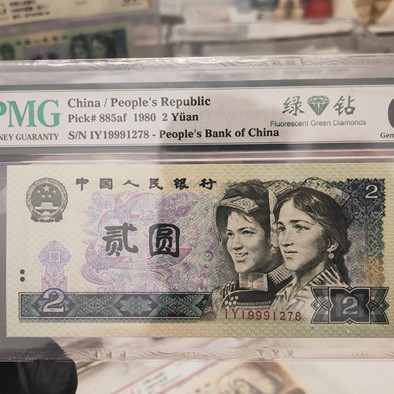 PMG
NEY GUARANTY
China / People's Republic
Pick# 885af 1980 2 Yüan
S/N IY19991278 - People's Bank of China
绿 钻
Fluorescent Green Diamonds
Gem
中国人民银行
2
贰圆
2
2
IY19991278